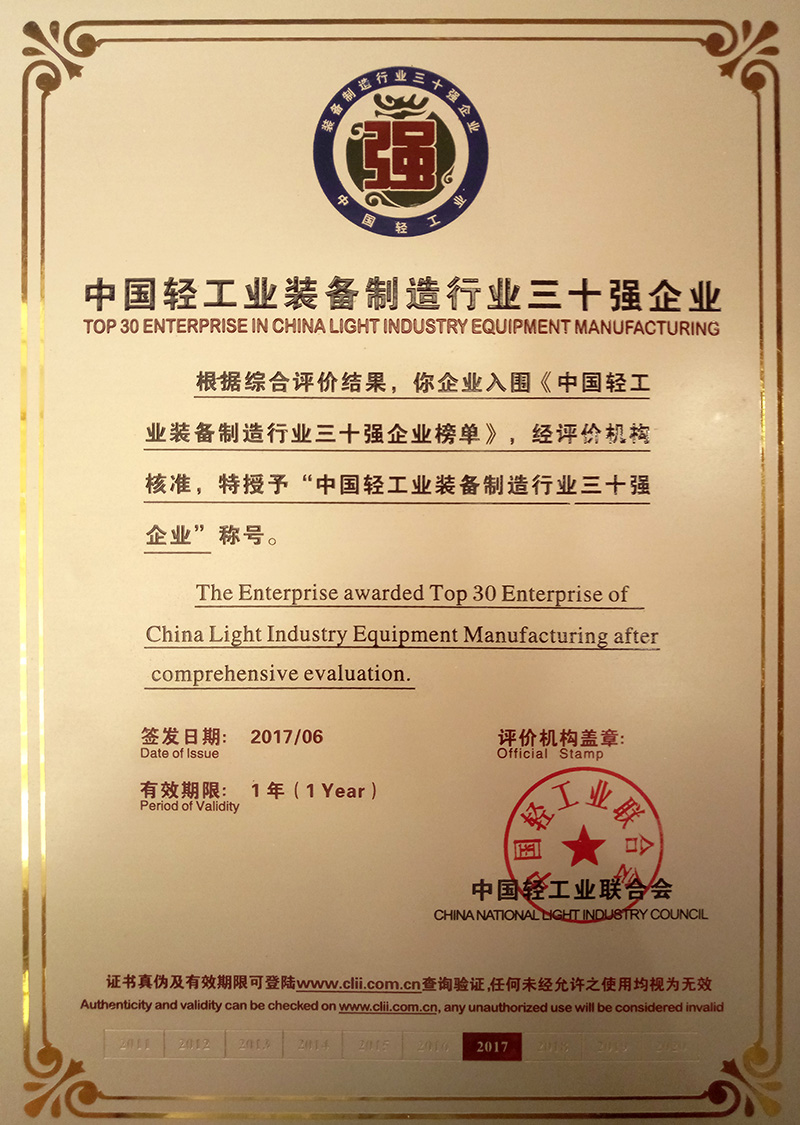 装备制造行业三十强企业
强
中国轻工业
中国轻工业装备制造行业三十强企业
TOP 30 ENTERPRISE IN CHINA LIGHT INDUSTRY EQUIPMENT MANUFACTURING
根据综合评价结果，你企业入围《中国轻工
业装备制造行业三十强企业榜单》，经评价机构
核准，特授予“中国轻工业装备制造行业三十强
企业”称号。
The Enterprise awarded Top 30 Enterprise of
China Light Industry Equipment Manufacturing after
comprehensive evaluation.
签发日期: 2017/06
Date of Issue
评价机构盖章:
Official Stamp
有效期限: 1年（1 Year）
Period of Validity
中国轻工业联合会
中国轻工业联合会
CHINA NATIONAL LIGHT INDUSTRY COUNCIL
证书真伪及有效期限可登陆www.clii.com.cn查询验证,任何未经允许之使用均视为无效
Authenticity and validity can be checked on www.clii.com.cn, any unauthorized use will be considered invalid
2011 2012 2013 2014 2015 2016 2017 2018 2019 2020